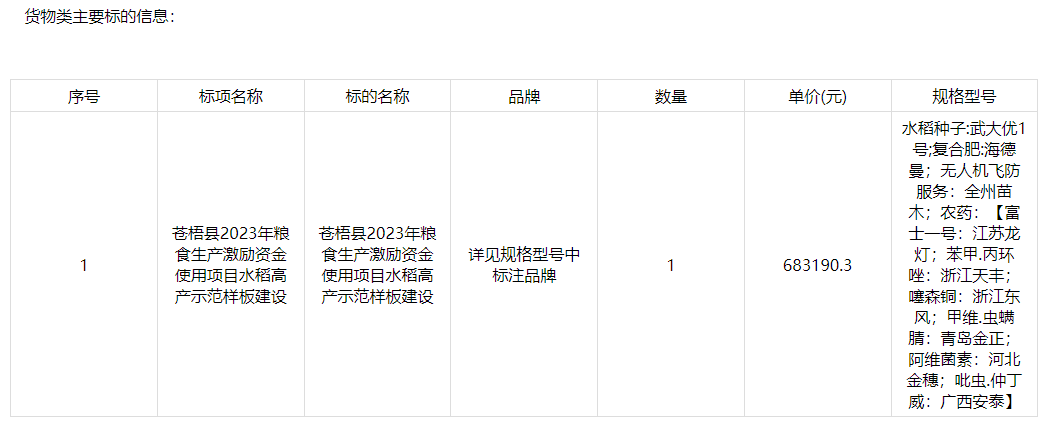 货物类主要标的信息：
序号 标项名称 标的名称 品牌 数量 单价(元) 规格型号
1
苍梧县2023年粮
食生产激励资金
使用项目水稻高
产示范样板建设
苍梧县2023年粮
食生产激励资金
使用项目水稻高
产示范样板建设
详见规格型号中
标注品牌
1
683190.3
水稻种子:武大优1
号;复合肥:海德
曼；无人机飞防
服务：全州苗
木；农药：【富
士一号：江苏龙
灯；苯甲.丙环
唑：浙江天丰；
噻森铜：浙江东
风；甲维.虫螨
腈：青岛金正；
阿维菌素：河北
金穗；吡虫.仲丁
威：广西安泰】